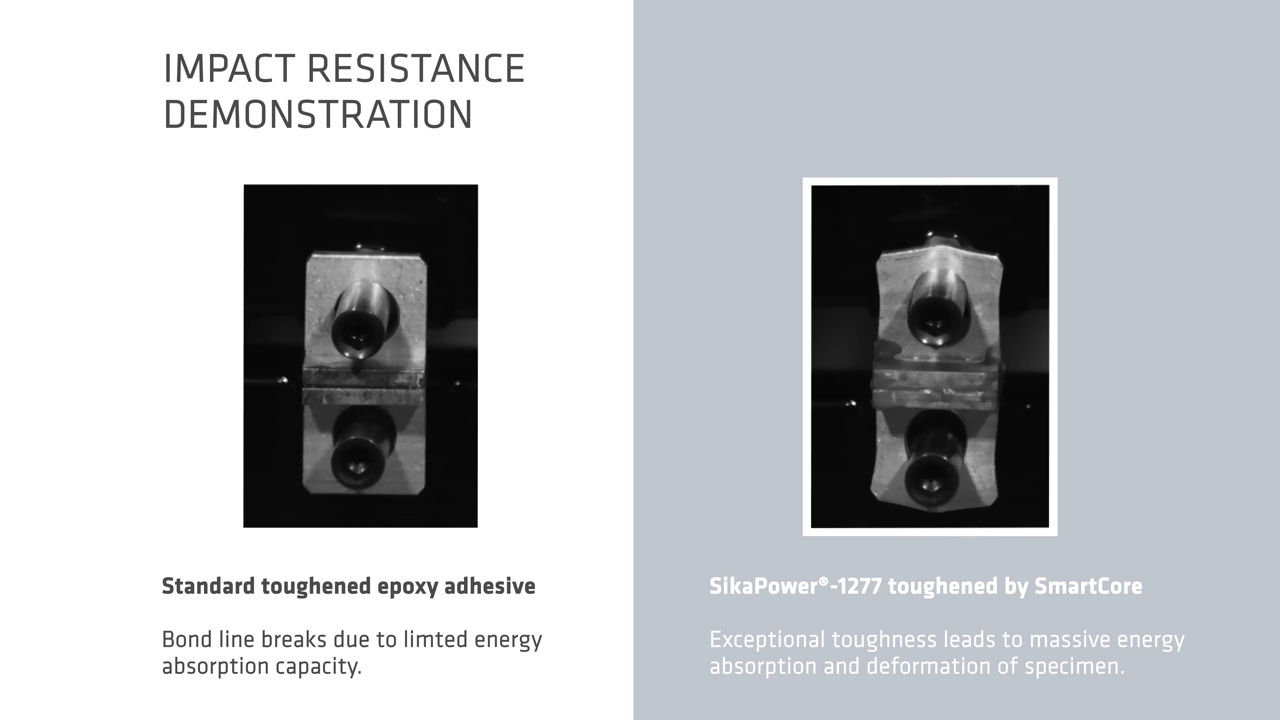 IMPACT RESISTANCE
DEMONSTRATION
Standard toughened epoxy adhesive
Bond line breaks due to limted energy
absorption capacity.
SikaPower®-1277 toughened by SmartCore
Exceptional toughness leads to massive energy
absorption and deformation of specimen.